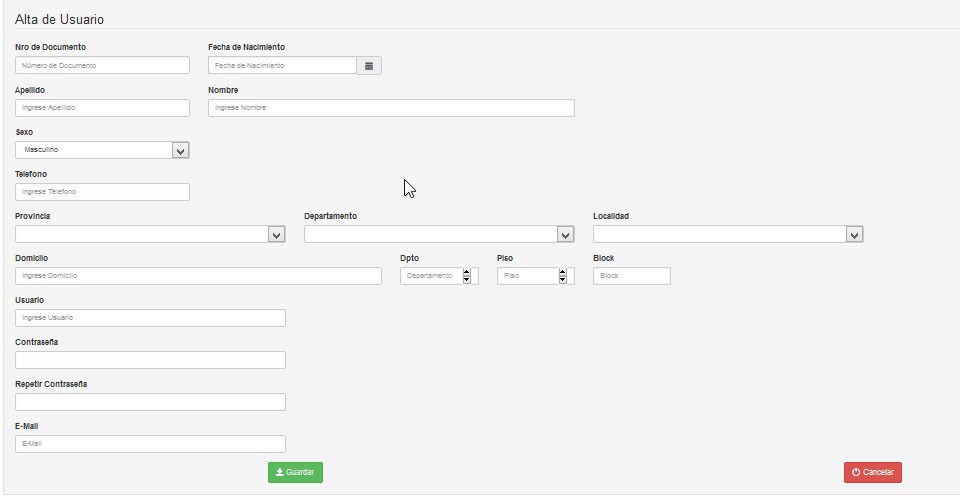 Alta de Usuario
Nro de Documento Fecha de Nacimiento
Número de Documento Fecha de Nacimiento
Apellido Nombre
Ingrese Apellido Ingrese Nombre
Sexo
Masculino
Telefono
Ingrese Telefono
Provincia Departamento Localidad
Domicilio Dpto Piso Block
Ingrese Domicilio Departamento Piso Block
Usuario
Ingrese Usuario
Contraseña
Repetir Contraseña
E-Mail
E-Mail
Guardar Cancelar